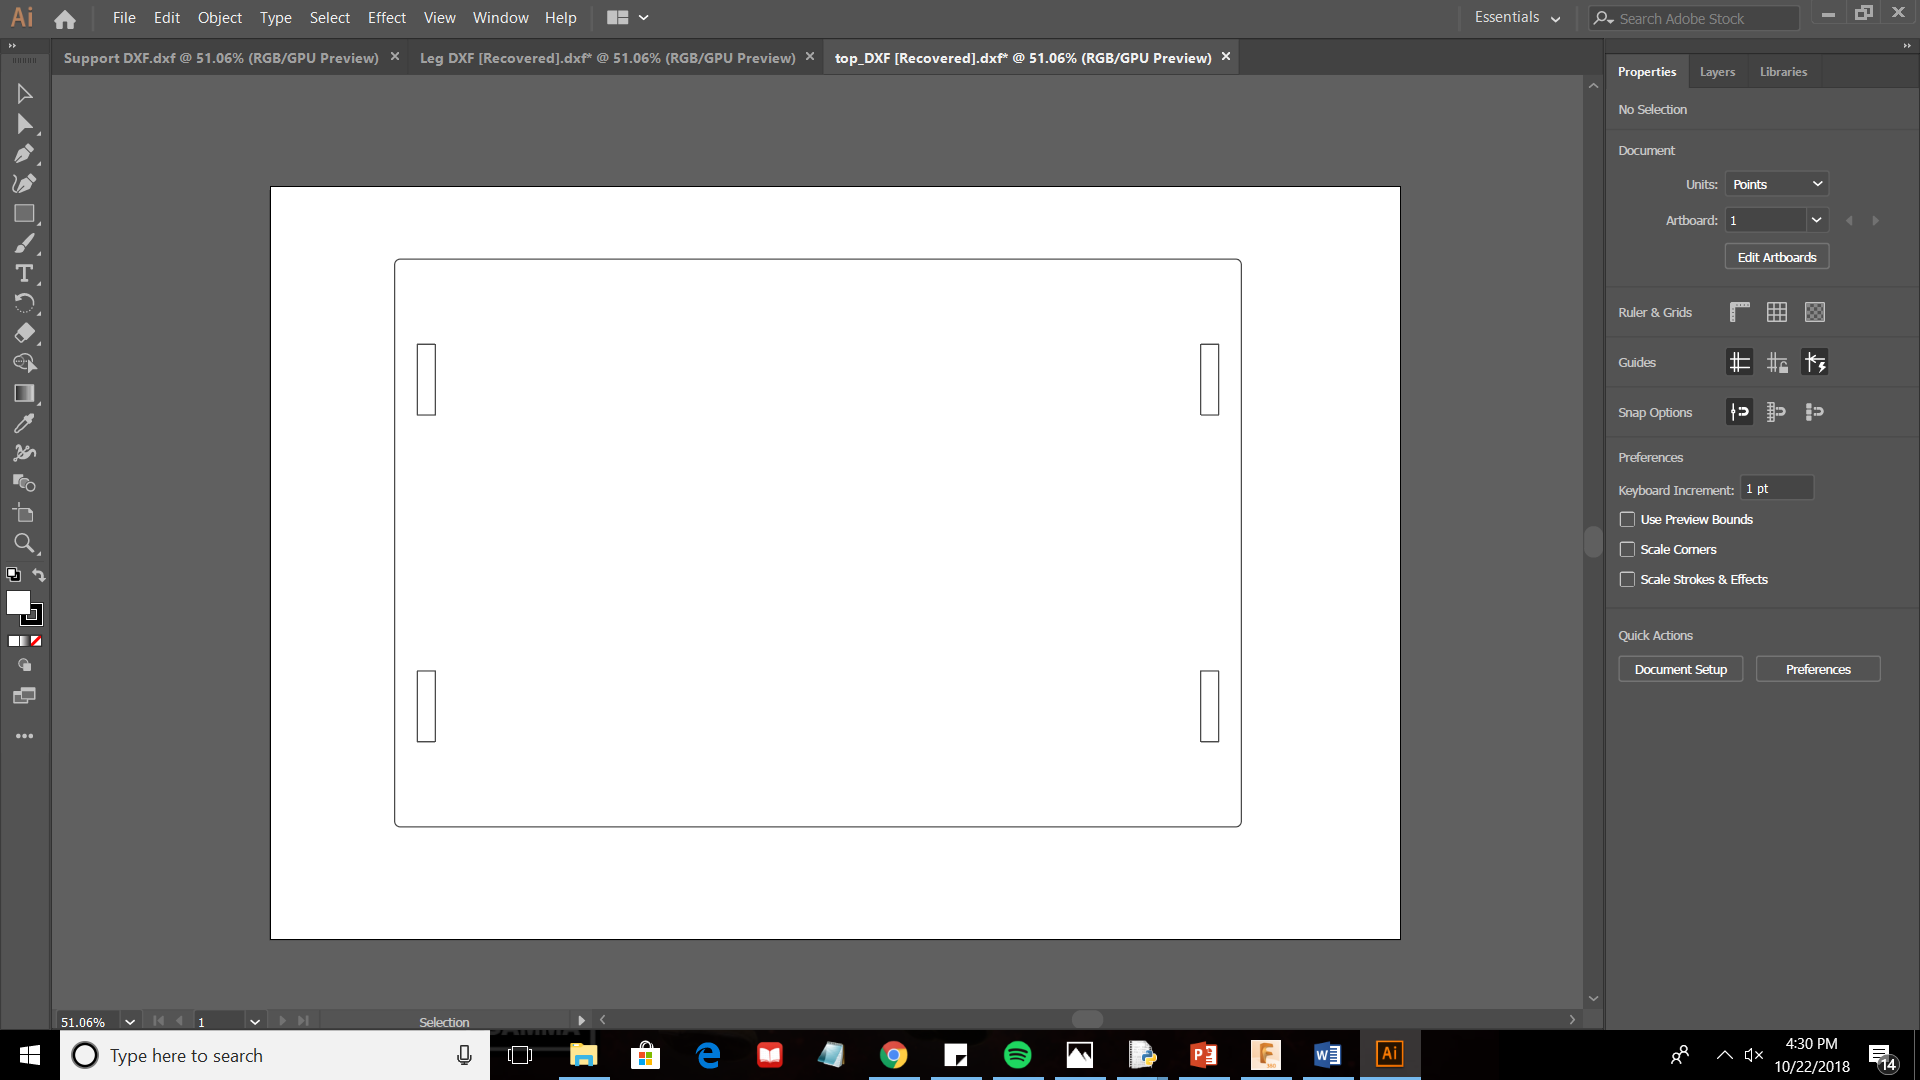 Ai File Edit Object Type Select Effect View Window Help Essentials Search Adobe Stock
Support DXF.dxf @ 51.06% (RGB/GPU Preview) Leg DXF [Recovered].dxf* @ 51.06% (RGB/GPU Preview) top_DXF [Recovered].dxf* @ 51.06% (RGB/GPU Preview)
Properties Layers Libraries
No Selection
Document
Units: Points
Artboard: 1
Edit Artboards
Ruler & Grids
Guides
Snap Options
Preferences
Keyboard Increment: 1 pt
Use Preview Bounds
Scale Corners
Scale Strokes & Effects
Quick Actions
Document Setup Preferences
51.06% 1 Selection
Type here to search
Ai
4:30 PM
10/22/2018
14